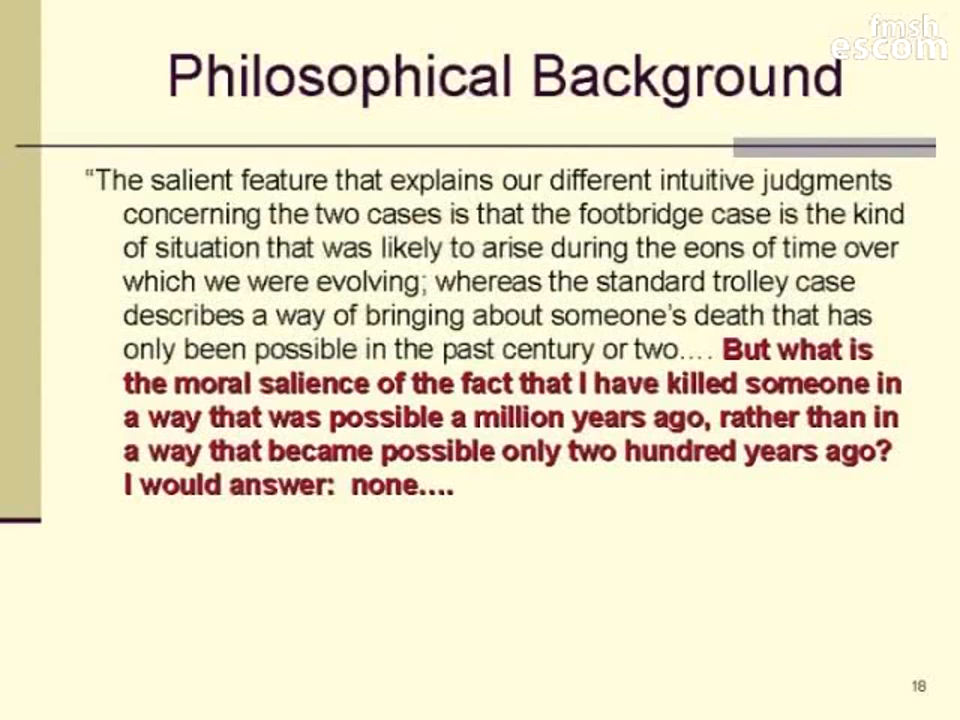 fmsh
escom
Philosophical Background
“The salient feature that explains our different intuitive judgments
concerning the two cases is that the footbridge case is the kind
of situation that was likely to arise during the eons of time over
which we were evolving; whereas the standard trolley case
describes a way of bringing about someone’s death that has
only been possible in the past century or two…. But what is
the moral salience of the fact that I have killed someone in
a way that was possible a million years ago, rather than in
a way that became possible only two hundred years ago?
I would answer:  none….
18